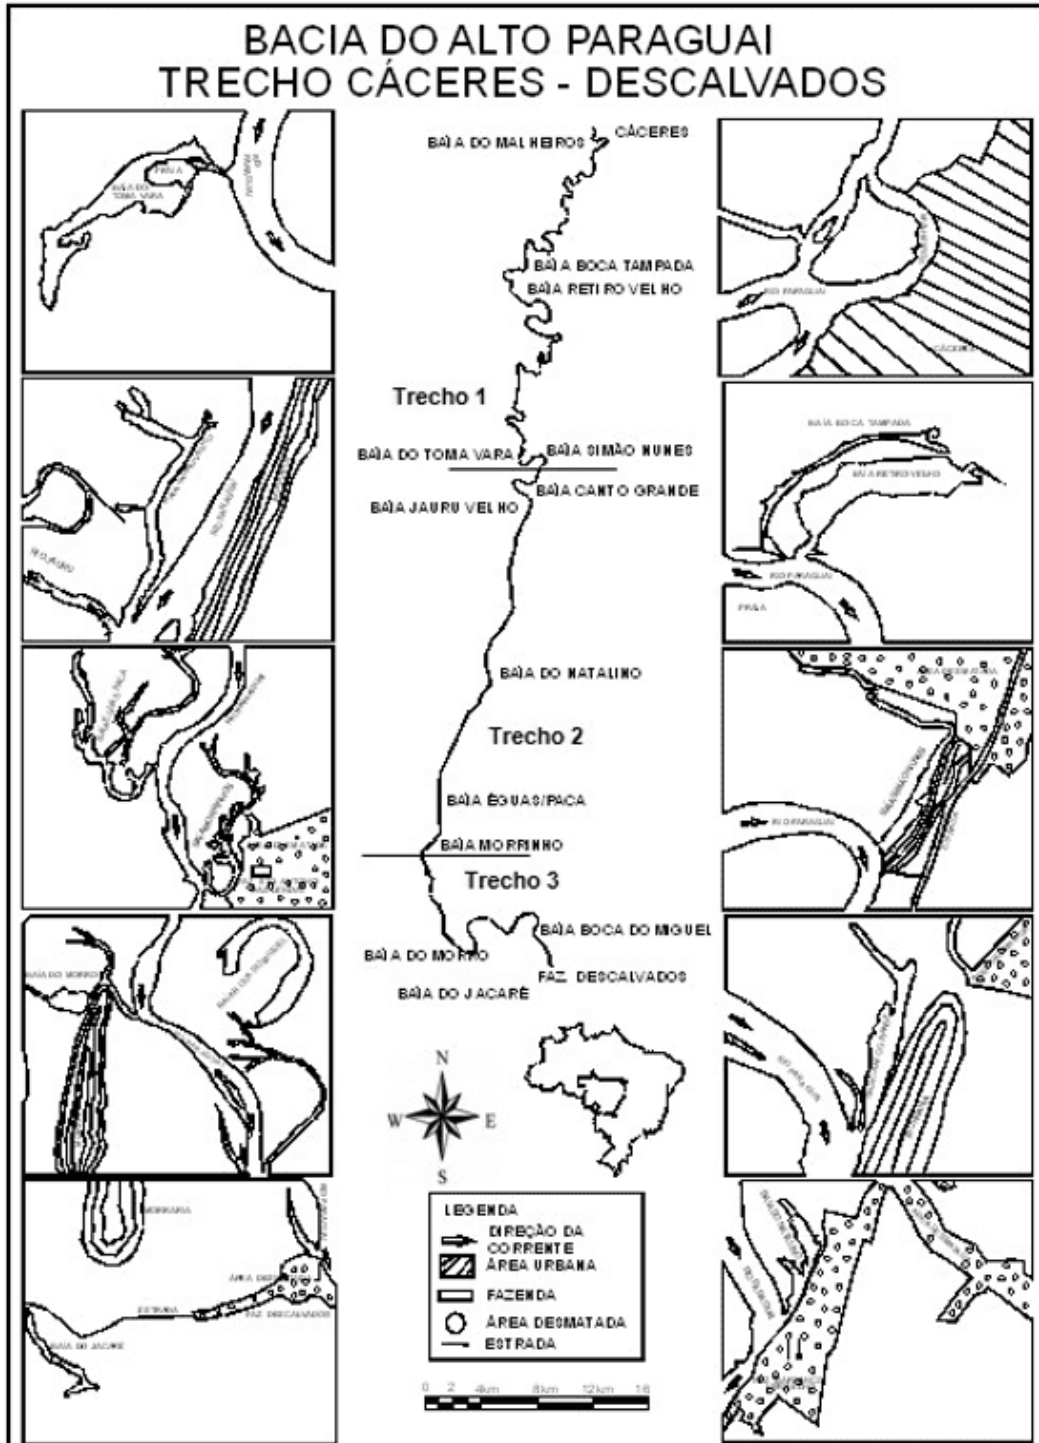 BACIA DO ALTO PARAGUAI
TRECHO CÁCERES - DESCALVADOS
CÁCERES
BAÍA DO MALHEIROS
BAÍA BOCA TAMPADA
BAÍA RETIRO VELHO
Trecho 1
BAÍA DO TOMA VARA
BAÍA SIMÃO NUNES
BAÍA CANTO GRANDE
BAÍA JAURU VELHO
BAÍA DO NATALINO
Trecho 2
BAÍA ÉGUAS/PACA
BAÍA MORRINHO
Trecho 3
BAÍA BOCA DO MIGUEL
BAÍA DO MORRO
FAZ. DESCALVADOS
BAÍA DO JACARÉ
N
W
E
S
LEGENDA
DIREÇÃO DA
CORRENTE
ÁREA URBANA
FAZENDA
ÁREA DESMATADA
ESTRADA
0 2 4km 8km 12km 16
PRAIA
BAÍA DO
TOMA VARA
RIO PARAGUAI
CÁCERES
RIO JAURU
BAÍA BOCA TAMPADA
BAÍA RETIRO VELHO
RIO PARAGUAI
PRAIA
RIO PARAGUAI
BAÍA DO MORRO
MORRARIA
ESTRADA
FAZ. DESCALVADOS
BAÍA DO JACARÉ